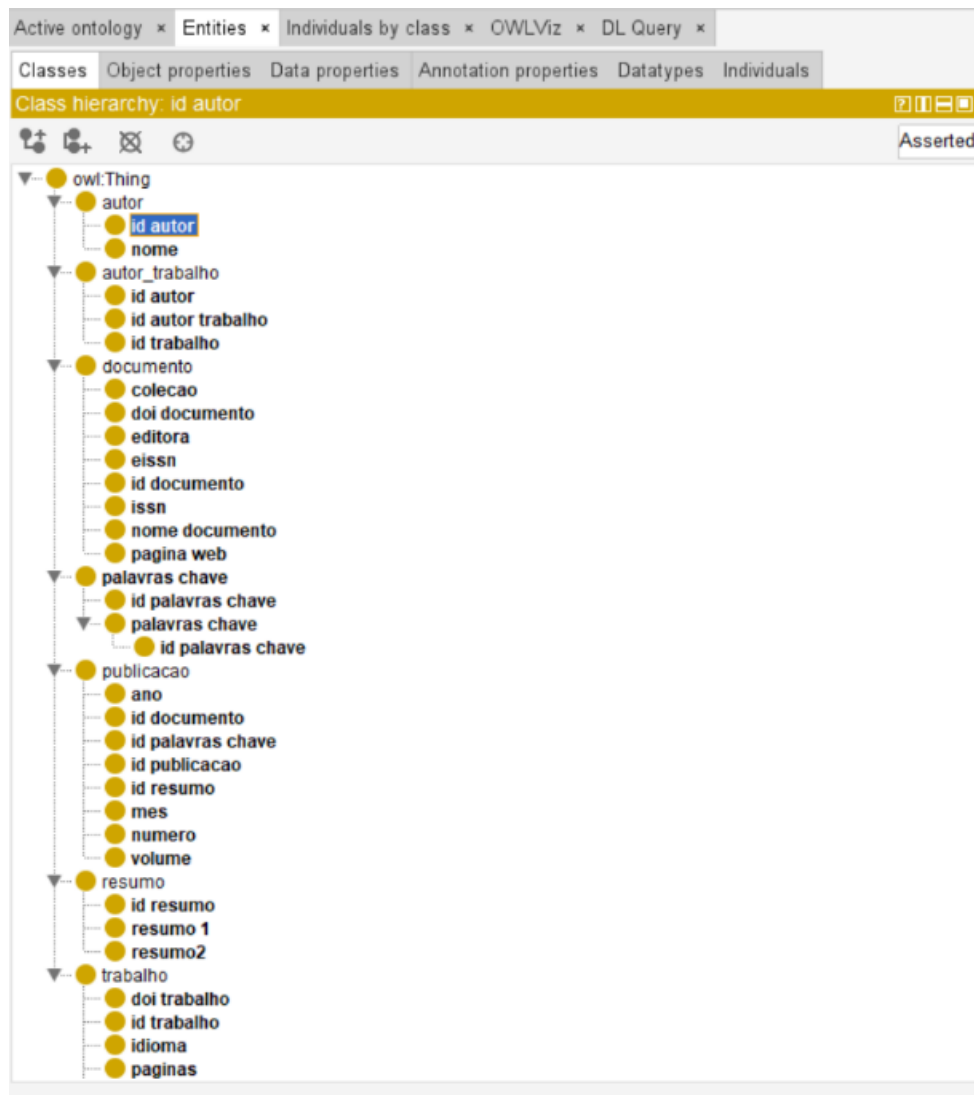 Active ontology × Entities × Individuals by class × OWLViz × DL Query ×
Classes Object properties Data properties Annotation properties Datatypes Individuals
Class hierarchy: id autor
Asserted
owl:Thing
autor
id autor
nome
autor_trabalho
id autor
id autor trabalho
id trabalho
documento
colecao
doi documento
editora
eissn
id documento
issn
nome documento
pagina web
palavras chave
id palavras chave
palavras chave
id palavras chave
publicacao
ano
id documento
id palavras chave
id publicacao
id resumo
mes
numero
volume
resumo
id resumo
resumo 1
resumo2
trabalho
doi trabalho
id trabalho
idioma
paginas